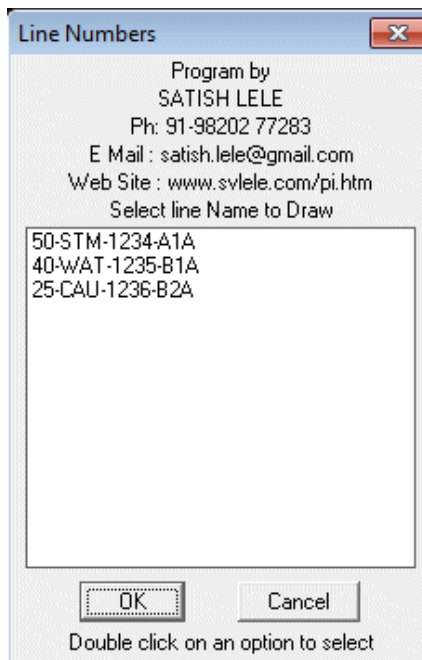 Line Numbers
Program by
SATISH LELE
Ph: 91-98202 77283
E Mail : satish.lele@gmail.com
Web Site : www.svlele.com/pi.htm
Select line Name to Draw
50-STM-1234-A1A
40-WAT-1235-B1A
25-CAU-1236-B2A
OK Cancel
Double click on an option to select